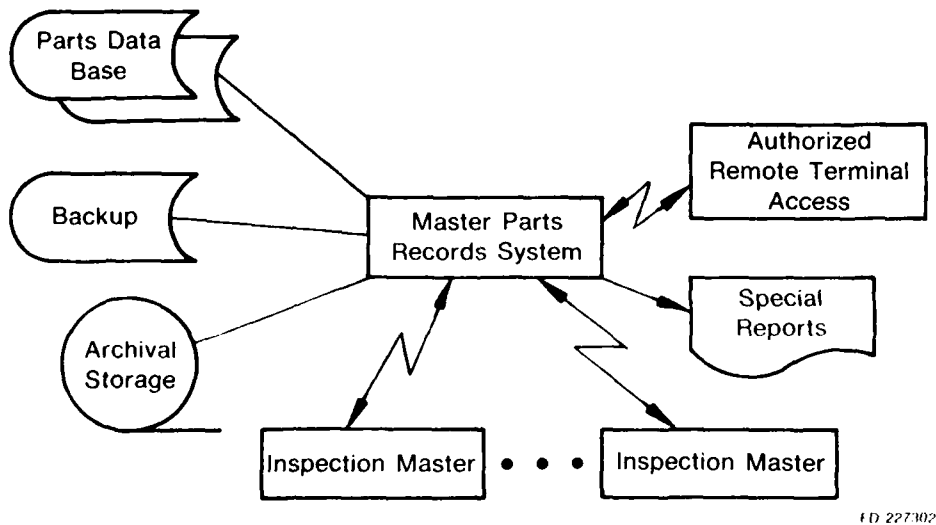 Parts Data
Base
Authorized
Remote Terminal
Access
Backup
Master Parts
Records System
Special
Reports
Archival
Storage
Inspection Master
Inspection Master
FD 227302